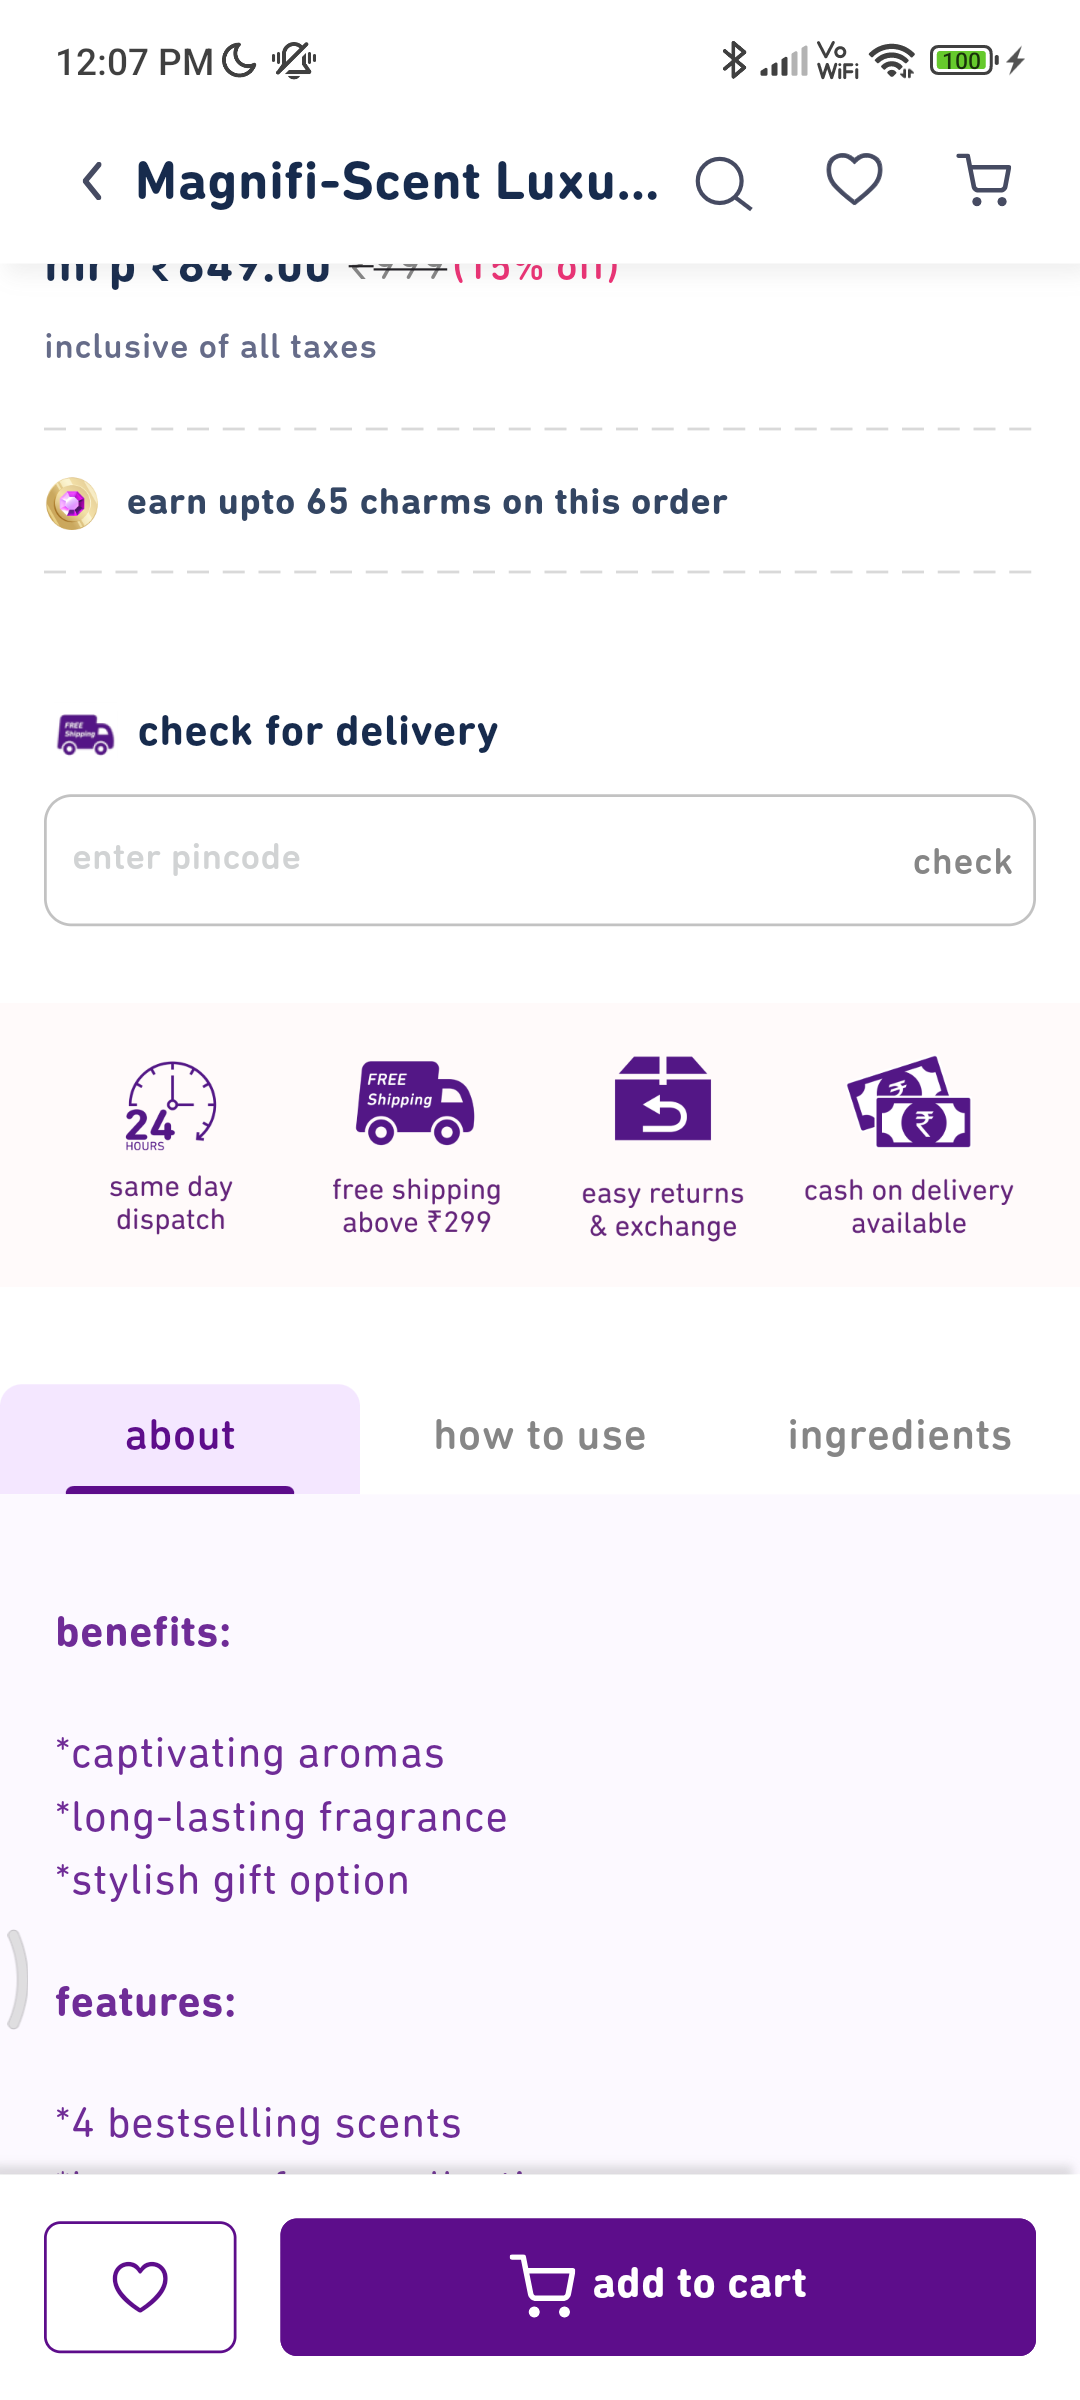 12:07 PM
Vo
WiFi
100
Magnifi-Scent Luxu...
mrp ₹849.00 ₹999 (15% off)
inclusive of all taxes
earn upto 65 charms on this order
FREE
Shipping
check for delivery
enter pincode
check
24
HOURS
same day
dispatch
FREE
Shipping
free shipping
above ₹299
easy returns
& exchange
₹
₹
cash on delivery
available
about
how to use
ingredients
benefits:
*captivating aromas
*long-lasting fragrance
*stylish gift option
features:
*4 bestselling scents
add to cart